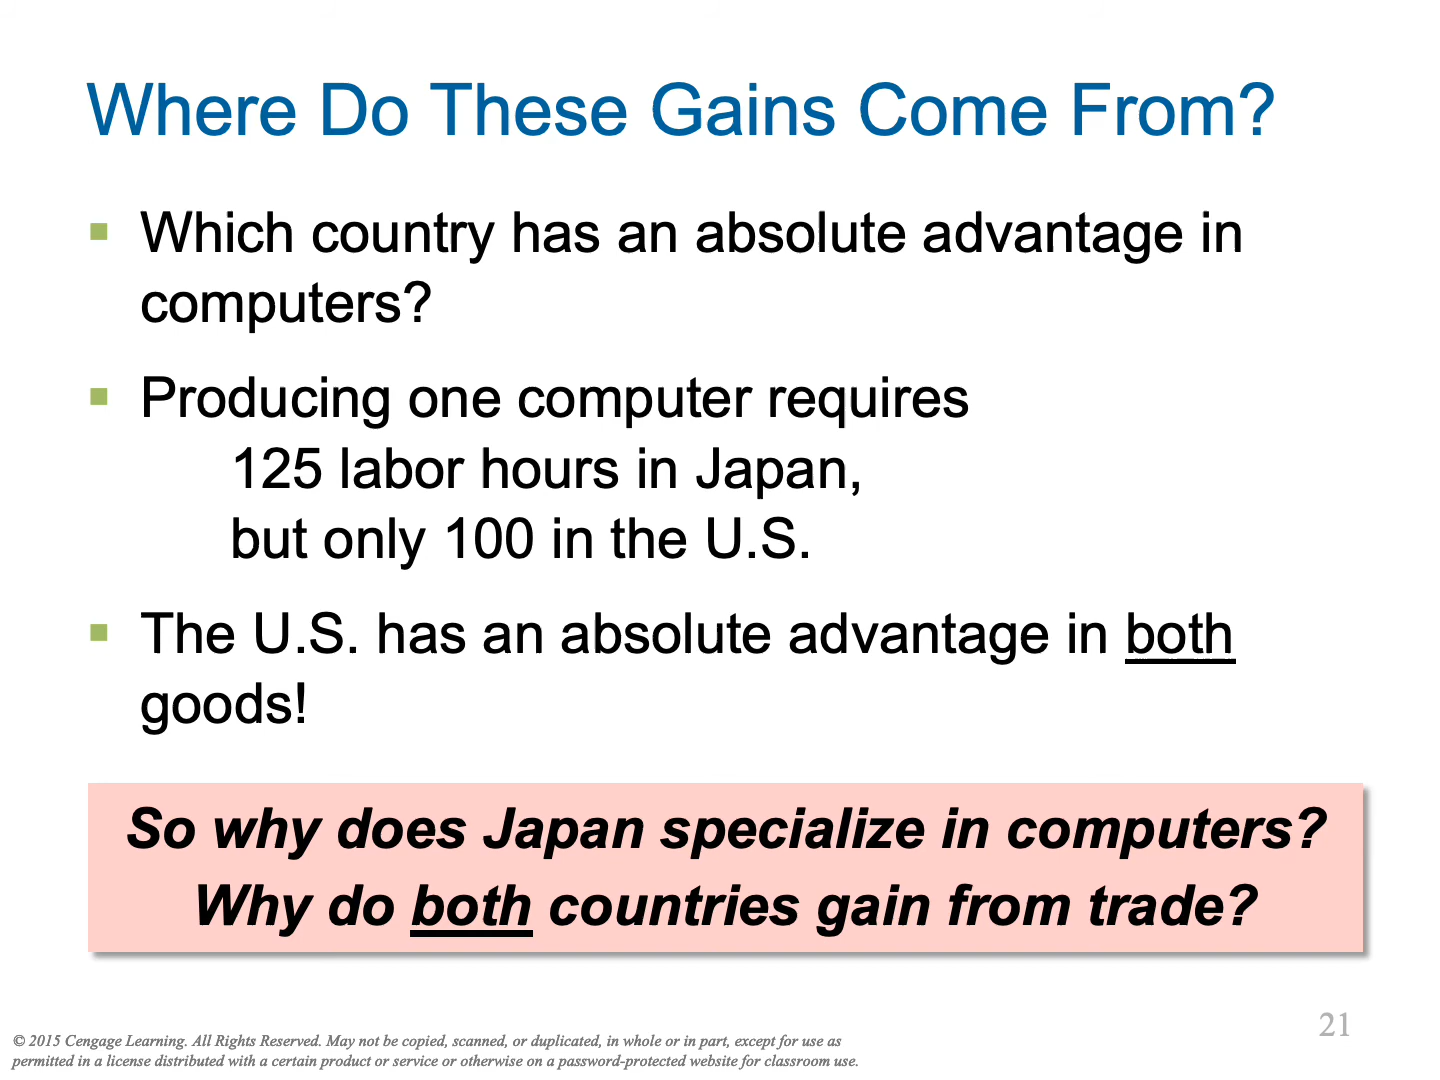 Where Do These Gains Come From?
Which country has an absolute advantage in
computers?
Producing one computer requires
125 labor hours in Japan,
but only 100 in the U.S.
The U.S. has an absolute advantage in both
goods!
So why does Japan specialize in computers?
Why do both countries gain from trade?
21
© 2015 Cengage Learning. All Rights Reserved. May not be copied, scanned, or duplicated, in whole or in part, except for use as
permitted in a license distributed with a certain product or service or otherwise on a password-protected website for classroom use.